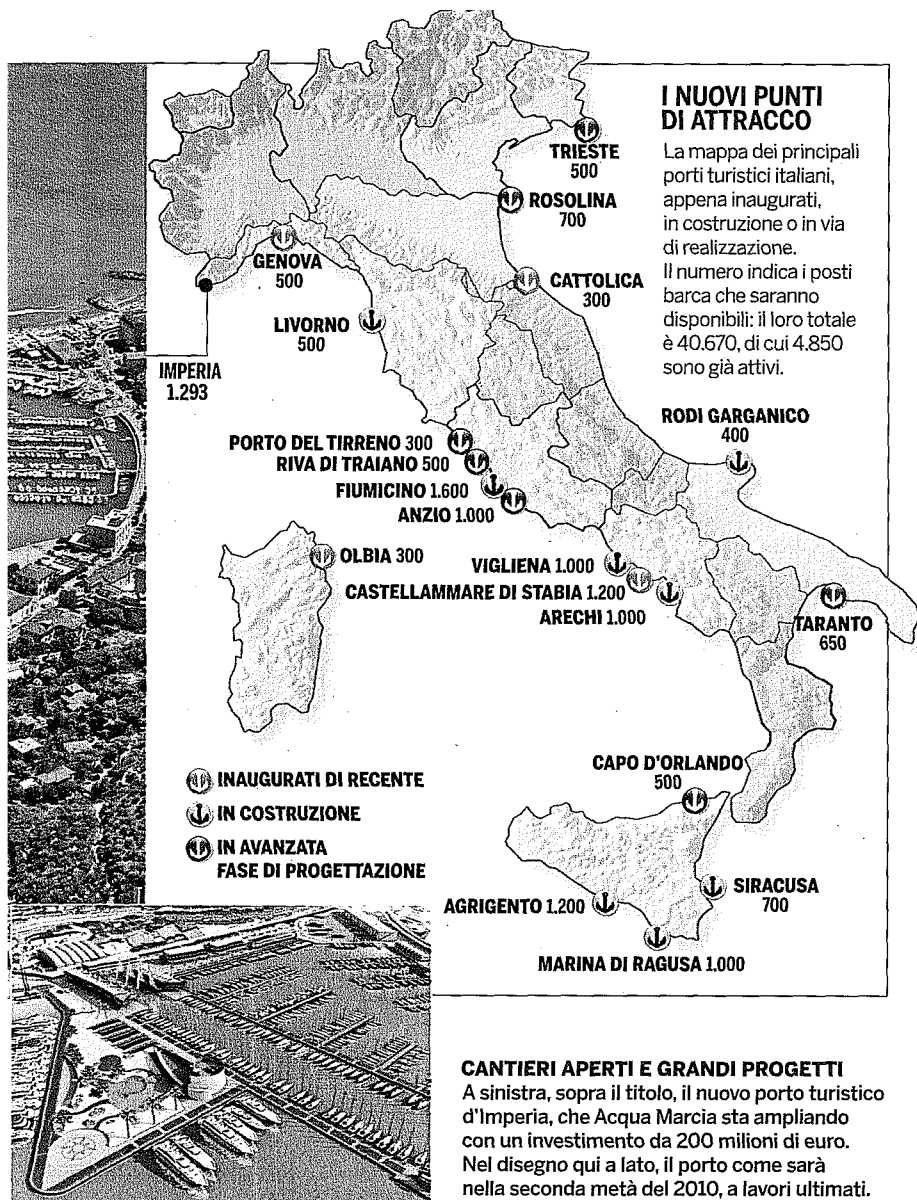 I NUOVI PUNTI
DI ATTRACCO
La mappa dei principali
porti turistici italiani,
appena inaugurati,
in costruzione o in via
di realizzazione.
Il numero indica i posti
barca che saranno
disponibili: il loro totale
è 40.670, di cui 4.850
sono già attivi.
TRIESTE
500
ROSOLINA
700
GENOVA
500
CATTOLICA
300
LIVORNO
500
IMPERIA
1.293
RODI GARGANICO
400
PORTO DEL TIRRENO 300
RIVA DI TRAIANO 500
FIUMICINO 1.600
ANZIO 1.000
OLBIA 300
VIGLIENA 1.000
CASTELLAMMARE DI STABIA 1.200
ARECHI 1.000
TARANTO
650
CAPO D'ORLANDO
500
INAUGURATI DI RECENTE
IN COSTRUZIONE
IN AVANZATA
FASE DI PROGETTAZIONE
SIRACUSA
700
AGRIGENTO 1.200
MARINA DI RAGUSA 1.000
CANTIERI APERTI E GRANDI PROGETTI
A sinistra, sopra il titolo, il nuovo porto turistico
d'Imperia, che Acqua Marcia sta ampliando
con un investimento da 200 milioni di euro.
Nel disegno qui a lato, il porto come sarà
nella seconda metà del 2010, a lavori ultimati.